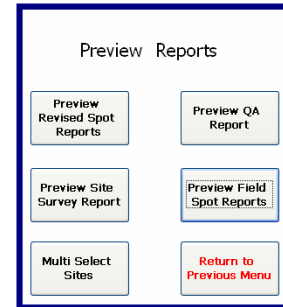 Preview Reports
Preview
Revised Spot
Reports
Preview QA
Report
Preview Site
Survey Report
Preview Field
Spot Reports
Multi Select
Sites
Return to
Previous Menu